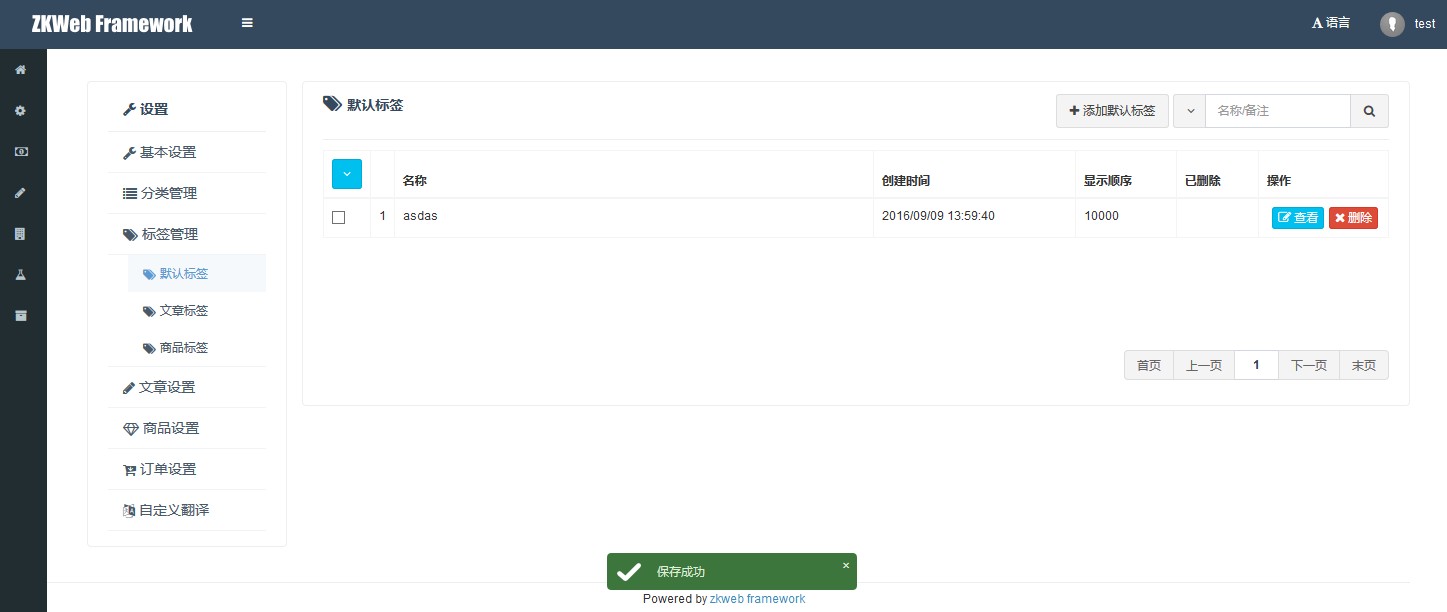 ZKWeb Framework
语言
test
设置
基本设置
分类管理
标签管理
默认标签
文章标签
商品标签
文章设置
商品设置
订单设置
自定义翻译
默认标签
添加默认标签
名称/备注
名称 创建时间 显示顺序 已删除 操作
1 asdas 2016/09/09 13:59:40 10000 查看 删除
首页 上一页 1 下一页 末页
保存成功 ×
Powered by zkweb framework